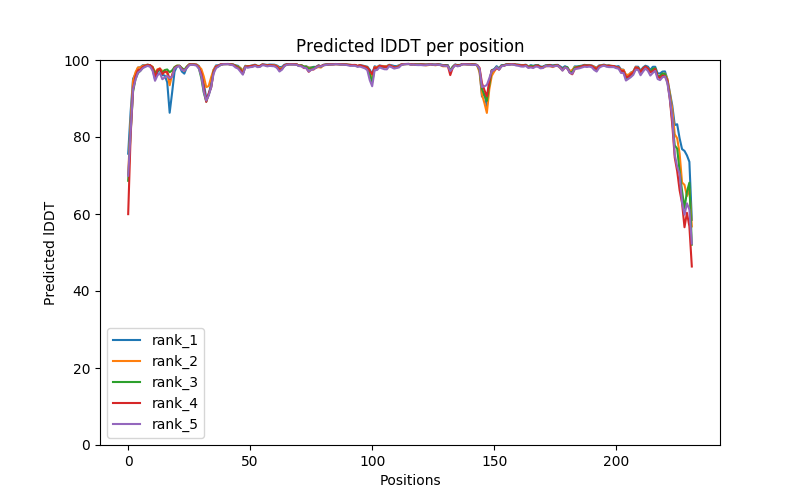 Predicted lDDT per position
100
80
60
40
20
0
Predicted lDDT
rank_1
rank_2
rank_3
rank_4
rank_5
0 50 100 150 200
Positions